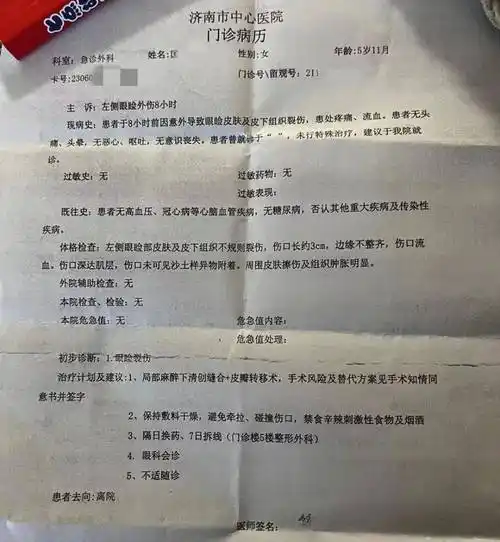 济南市中心医院
门诊病历
科室：急诊外科 姓名： 性别：女 年龄：5岁11月
卡号：23060 门诊号\留观号：21
主 诉：左侧眼睑外伤8小时
现病史：患者于8小时前因意外导致眼睑皮肤及皮下组织裂伤，患处疼痛、流血。患者无头
痛、头晕，无恶心、呕吐，无意识丧失。患者曾就诊于“ ”，未行特殊治疗，建议于我院就
诊。
过敏史：无 过敏药物：无
过敏表现：
既往史：患者无高血压、冠心病等心脑血管疾病，无糖尿病，否认其他重大疾病及传染性
疾病。
体格检查：左侧眼睑部皮肤及皮下组织不规则裂伤，伤口长约3cm，边缘不整齐，伤口流
血。伤口深达肌层，伤口未可见沙土样异物附着。周围皮肤擦伤及组织肿胀明显。
外院辅助检查：无
本院检查、检验：无
本院危急值：无 危急值内容：
危急值处理：
初步诊断：1.眼睑裂伤
治疗计划及建议：1、局部麻醉下清创缝合+皮瓣转移术，手术风险及替代方案见手术知情同
意书并签字
2、保持敷料干燥，避免牵拉、碰撞伤口，禁食辛辣刺激性食物及烟酒
3、隔日换药、7日拆线（门诊楼5楼整形外科）
4、眼科会诊
5、不适随诊
患者去向：离院
医师签名：